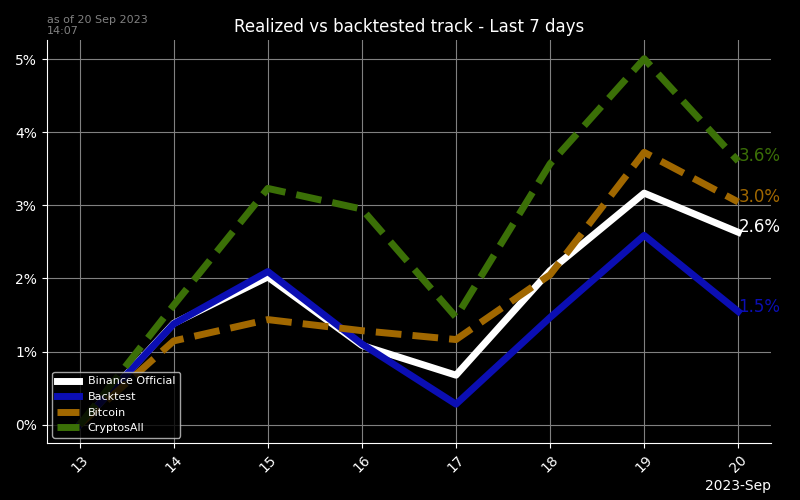 as of 20 Sep 2023
14:07
Realized vs backtested track - Last 7 days
5%
4%
3%
2%
1%
0%
3.6%
3.0%
2.6%
1.5%
Binance Official
Backtest
Bitcoin
CryptosAll
13
14
15
16
17
18
19
20
2023-Sep